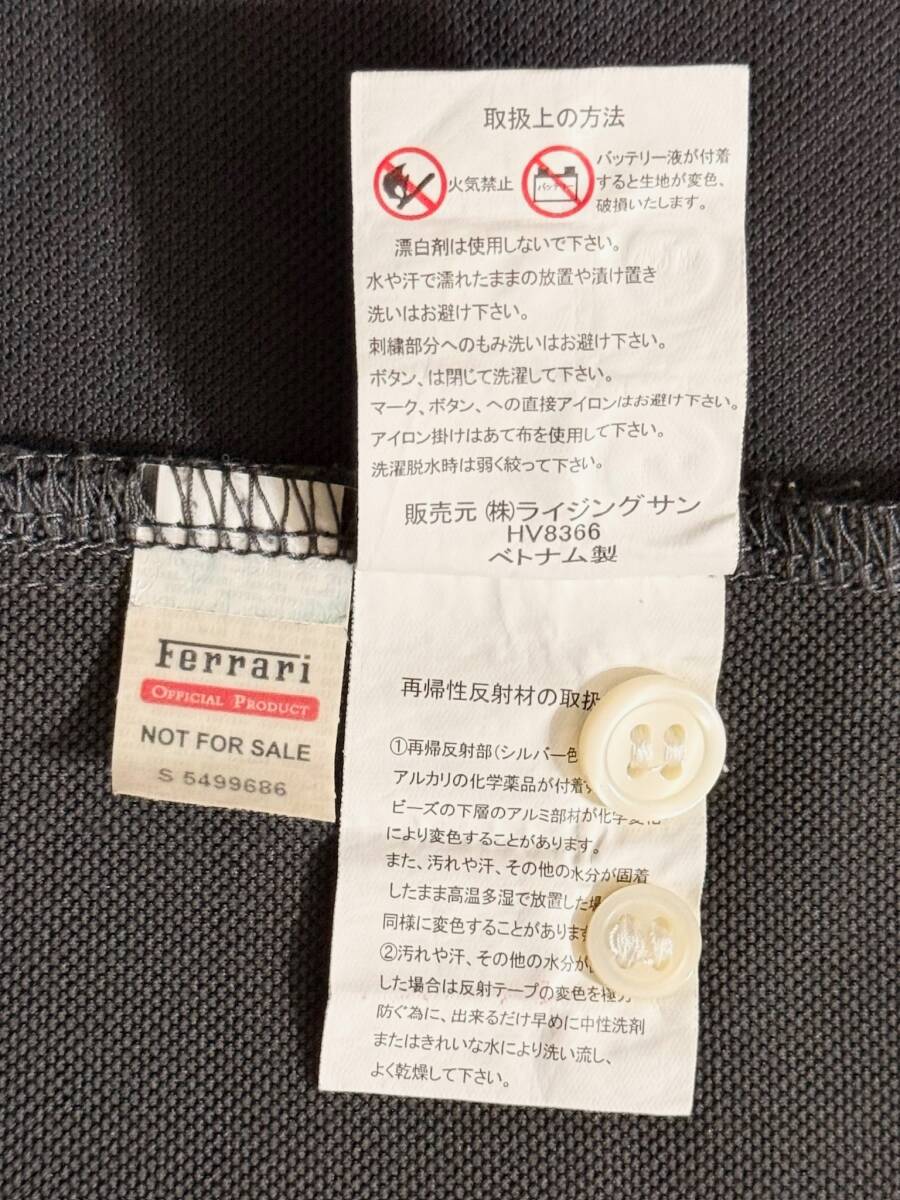 取扱上の方法
火気禁止
バッテリー
バッテリー液が付着
すると生地が変色、
破損いたします。
漂白剤は使用しないで下さい。
水や汗で濡れたままの放置や漬け置き
洗いはお避け下さい。
刺繍部分へのもみ洗いはお避け下さい。
ボタン、は閉じて洗濯して下さい。
マーク、ボタン、への直接アイロンはお避け下さい。
アイロン掛けはあて布を使用して下さい。
洗濯脱水時は弱く絞って下さい。
販売元 ㈱ライジングサン
HV8366
ベトナム製
Ferrari
OFFICIAL PRODUCT
NOT FOR SALE
S 5499686
再帰性反射材の取扱
①再帰反射部(シルバー色
アルカリの化学薬品が付着
ビーズの下層のアルミ部材が化学変化
により変色することがあります。
また、汚れや汗、その他の水分が固着
したまま高温多湿で放置した場
同様に変色することがあります
②汚れや汗、その他の水分が
した場合は反射テープの変色を極力
防ぐ為に、出来るだけ早めに中性洗剤
またはきれいな水により洗い流し、
よく乾燥して下さい。